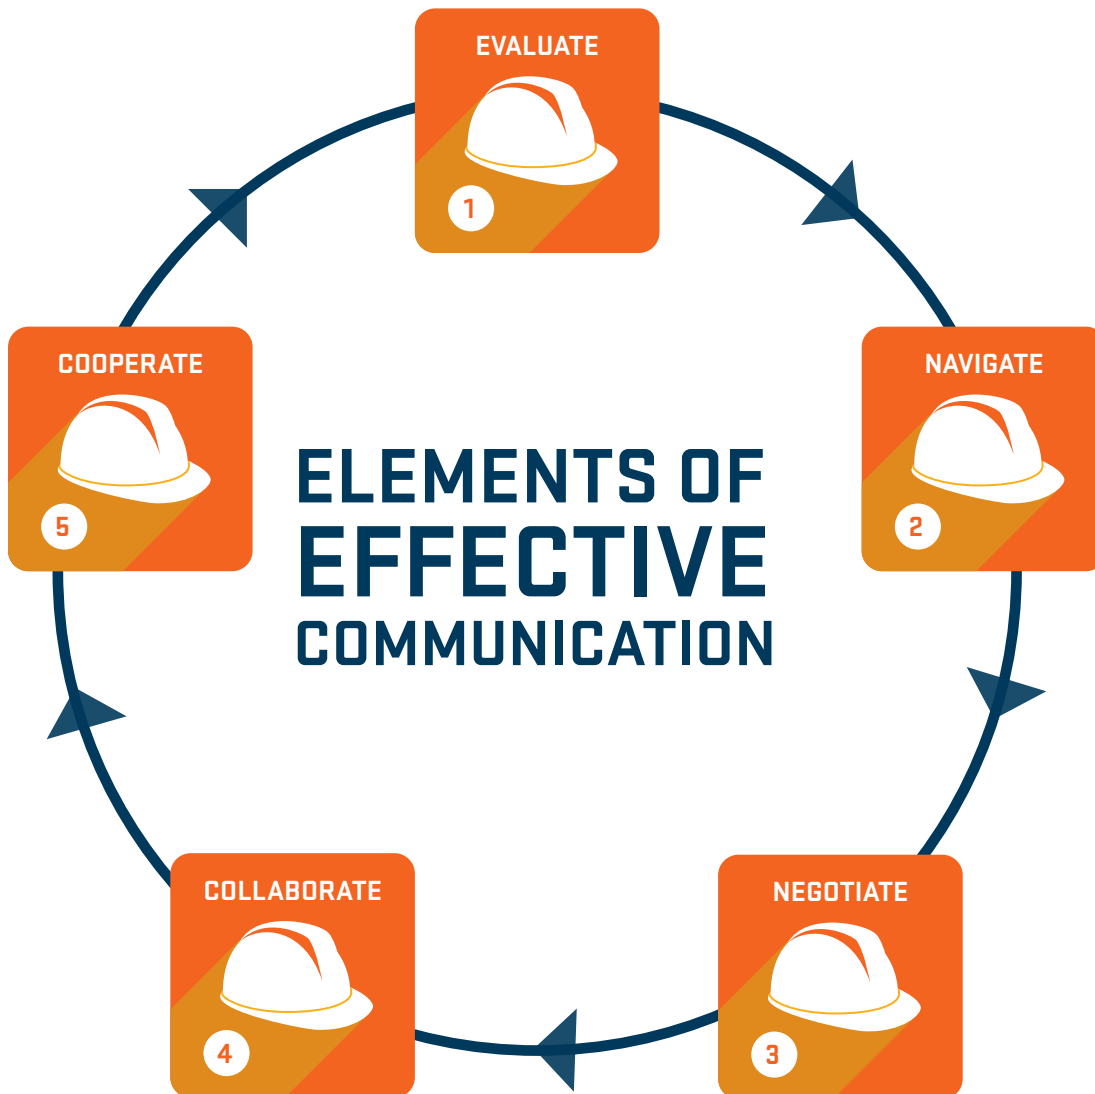 EVALUATE
1
NAVIGATE
2
NEGOTIATE
3
COLLABORATE
4
COOPERATE
5
ELEMENTS OF
EFFECTIVE
COMMUNICATION